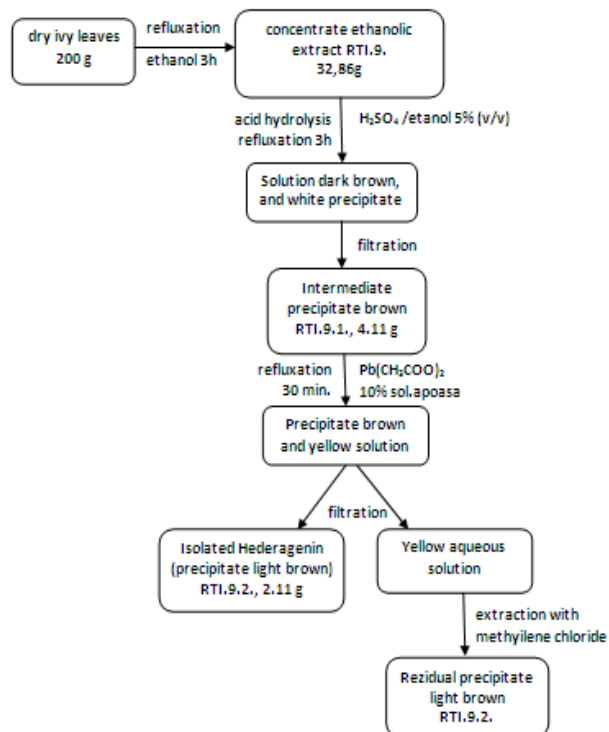 dry ivy leaves
200 g
refluxation
ethanol 3h
concentrate ethanolic
extract RTI.9.
32,86g
acid hydrolysis
refluxation 3h
H₂SO₄ /etanol 5% (v/v)
Solution dark brown,
and white precipitate
filtration
Intermediate
precipitate brown
RTI.9.1., 4.11 g
refluxation
30 min.
Pb(CH₃COO)₂
10% sol.apoasa
Precipitate brown
and yellow solution
filtration
Isolated Hederagenin
(precipitate light brown)
RTI.9.2., 2.11 g
Yellow aqueous
solution
extraction with
methyilene chloride
Rezidual precipitate
light brown
RTI.9.2.